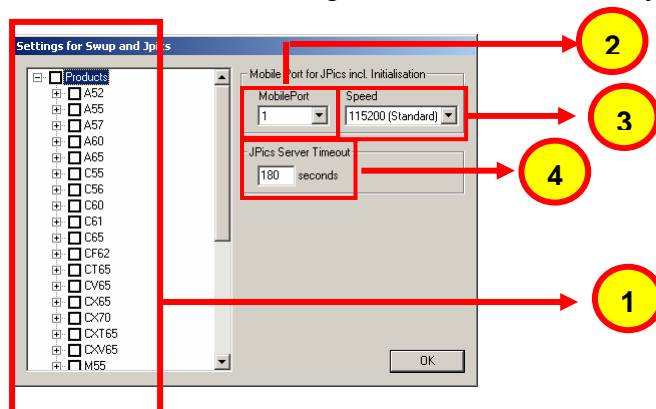 Settings for Swup and Jpics
Products
A52
A55
A57
A60
A65
C55
C56
C60
C61
C65
CF62
CT65
CV65
CX65
CX70
CXT65
CXV65
M55
Mobile Port for JPics incl. Initialisation
MobilePort
1
Speed
115200 (Standard)
JPics Server Timeout
180 seconds
OK
2
3
4
1